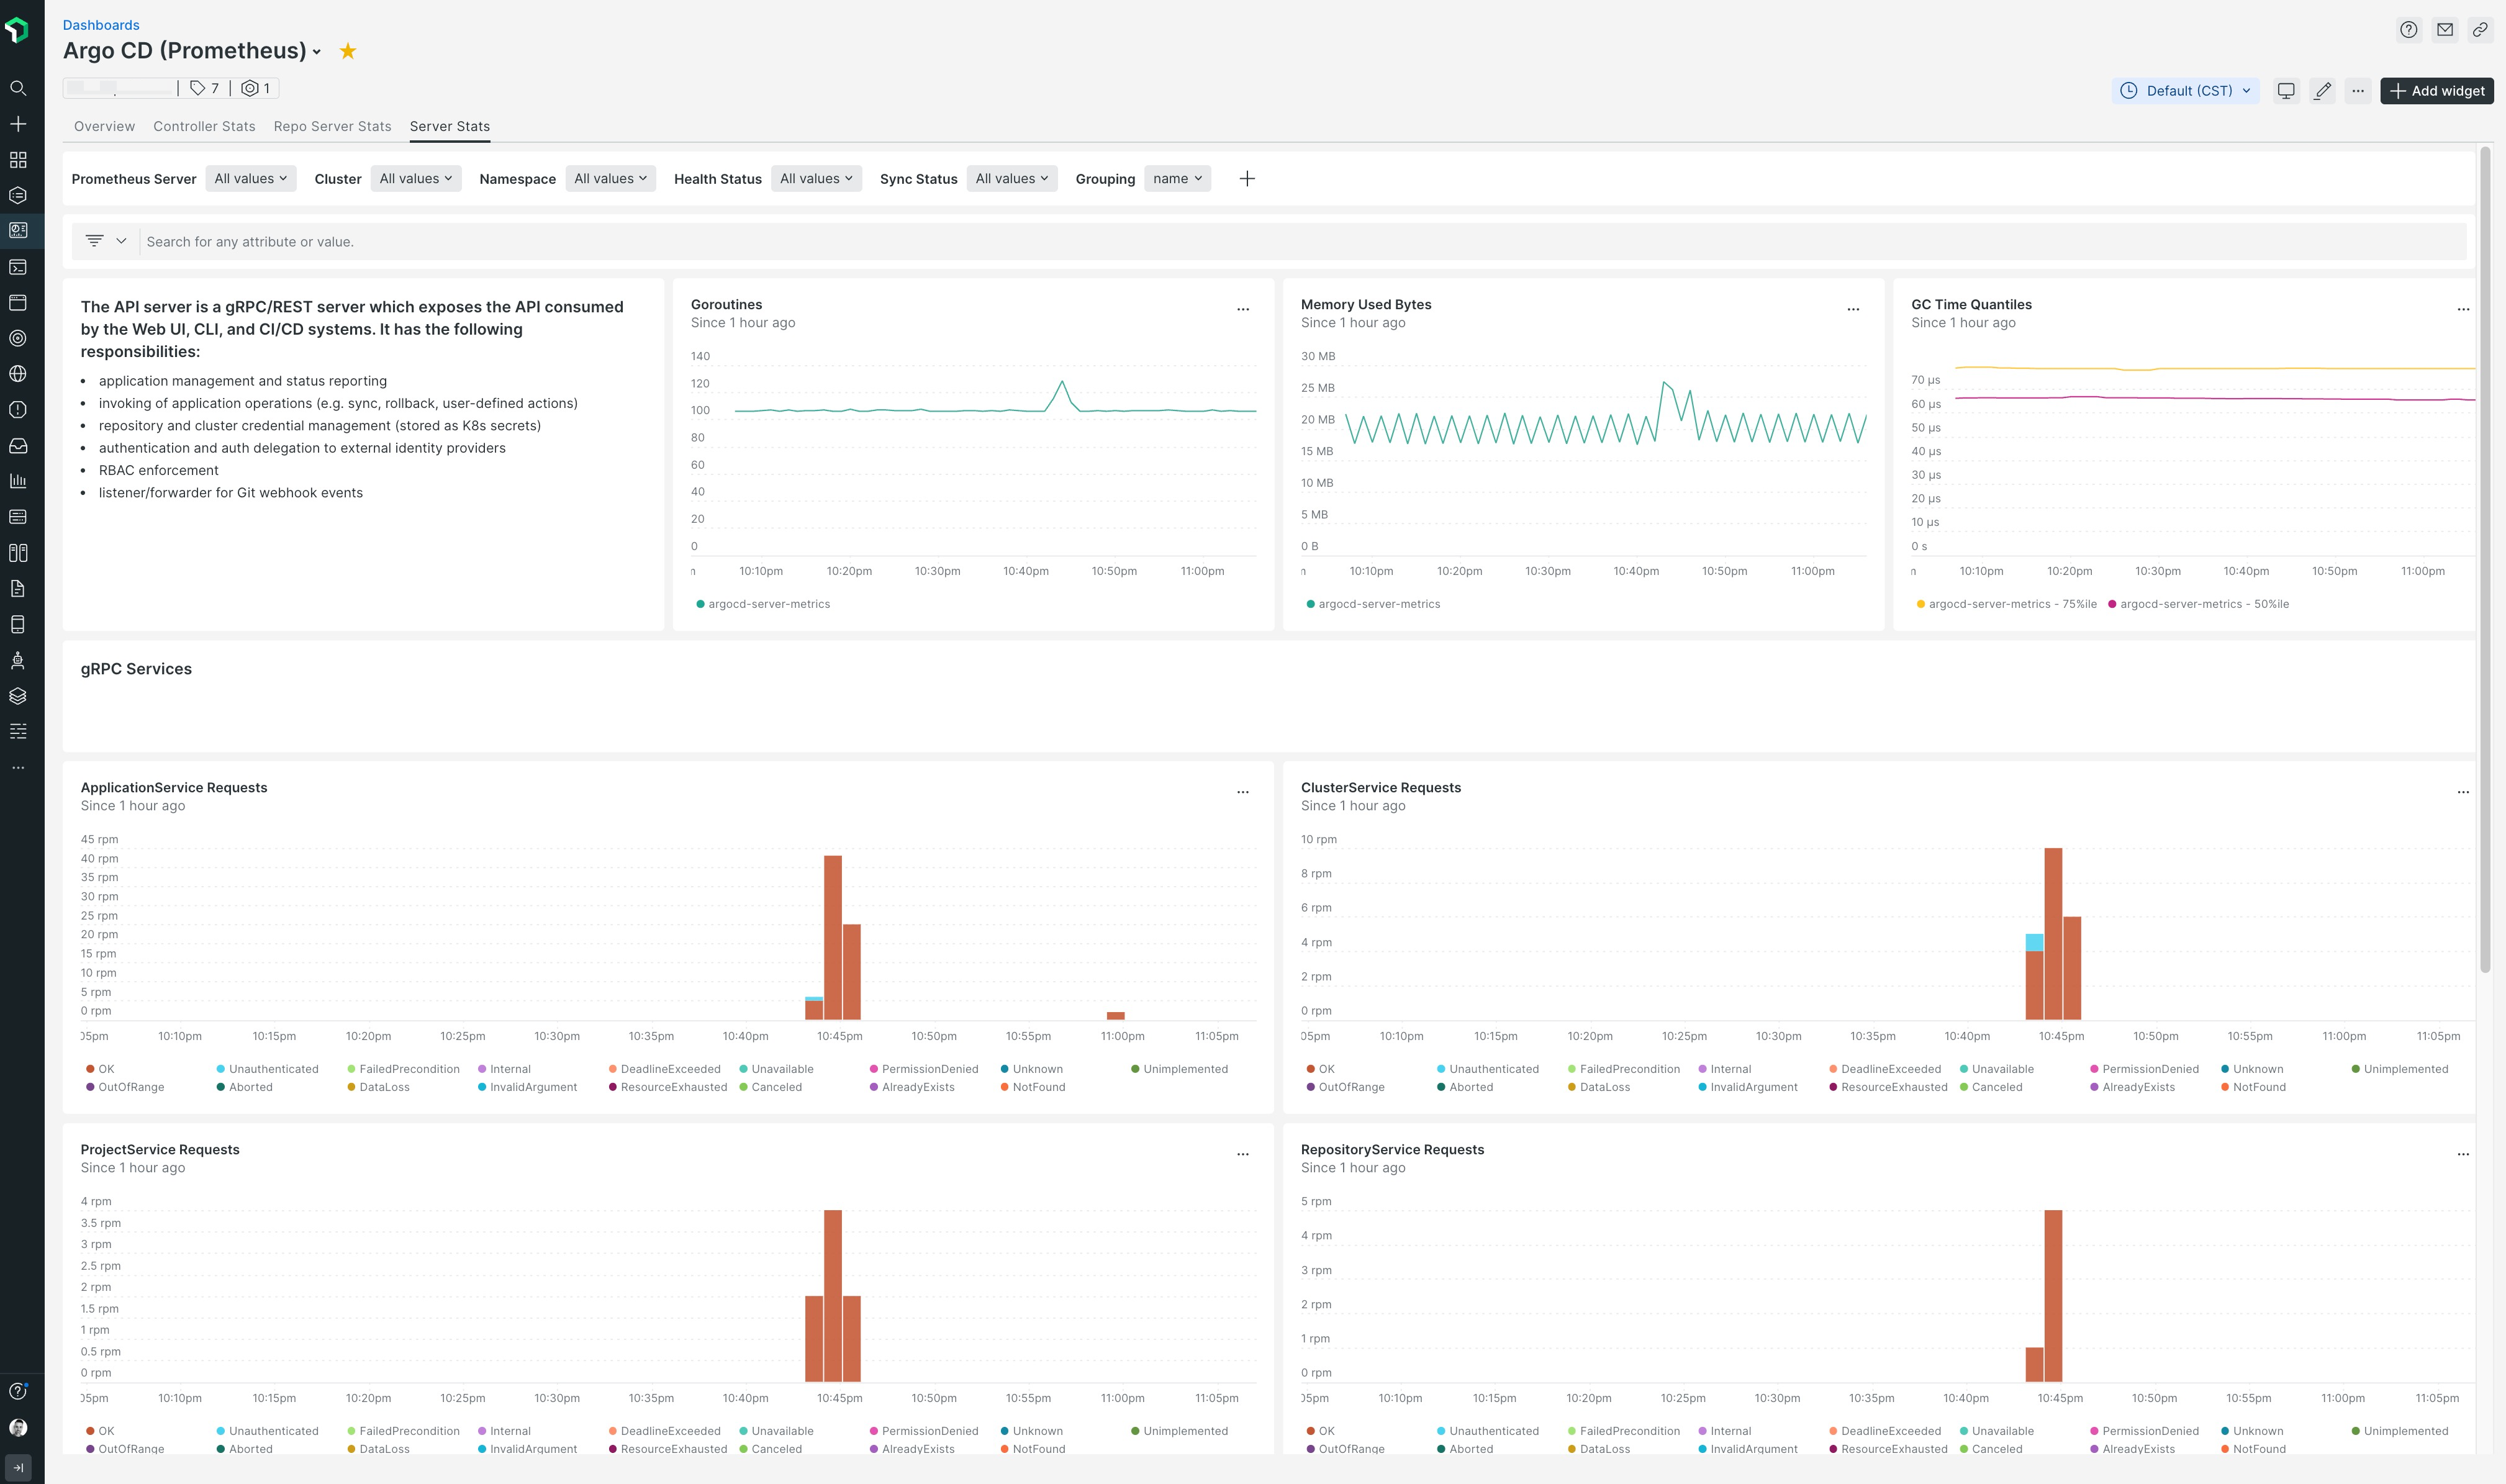 Dashboards
Argo CD (Prometheus)
7
1
Default (CST)
Add widget
Overview
Controller Stats
Repo Server Stats
Server Stats
Prometheus Server
All values
Cluster
All values
Namespace
All values
Health Status
All values
Sync Status
All values
Grouping
name
Search for any attribute or value.
The API server is a gRPC/REST server which exposes the API consumed
by the Web UI, CLI, and CI/CD systems. It has the following
responsibilities:
• application management and status reporting
• invoking of application operations (e.g. sync, rollback, user-defined actions)
• repository and cluster credential management (stored as K8s secrets)
• authentication and auth delegation to external identity providers
• RBAC enforcement
• listener/forwarder for Git webhook events
Goroutines
Since 1 hour ago
140
120
100
80
60
40
20
0
10:10pm 10:20pm 10:30pm 10:40pm 10:50pm 11:00pm
argocd-server-metrics
Memory Used Bytes
Since 1 hour ago
30 MB
25 MB
20 MB
15 MB
10 MB
5 MB
0 B
10:10pm 10:20pm 10:30pm 10:40pm 10:50pm 11:00pm
argocd-server-metrics
GC Time Quantiles
Since 1 hour ago
70 µs
60 µs
50 µs
40 µs
30 µs
20 µs
10 µs
0 s
10:10pm 10:20pm 10:30pm 10:40pm 10:50pm 11:00pm
argocd-server-metrics - 75%ile argocd-server-metrics - 50%ile
gRPC Services
ApplicationService Requests
Since 1 hour ago
45 rpm
40 rpm
35 rpm
30 rpm
25 rpm
20 rpm
15 rpm
10 rpm
5 rpm
0 rpm
05pm 10:10pm 10:15pm 10:20pm 10:25pm 10:30pm 10:35pm 10:40pm 10:45pm 10:50pm 10:55pm 11:00pm 11:05pm
OK Unauthenticated FailedPrecondition Internal DeadlineExceeded Unavailable PermissionDenied Unknown Unimplemented
OutOfRange Aborted DataLoss InvalidArgument ResourceExhausted Canceled AlreadyExists NotFound
ClusterService Requests
Since 1 hour ago
10 rpm
8 rpm
6 rpm
4 rpm
2 rpm
0 rpm
05pm 10:10pm 10:15pm 10:20pm 10:25pm 10:30pm 10:35pm 10:40pm 10:45pm 10:50pm 10:55pm 11:00pm 11:05pm
OK Unauthenticated FailedPrecondition Internal DeadlineExceeded Unavailable PermissionDenied Unknown Unimplemented
OutOfRange Aborted DataLoss InvalidArgument ResourceExhausted Canceled AlreadyExists NotFound
ProjectService Requests
Since 1 hour ago
4 rpm
3.5 rpm
3 rpm
2.5 rpm
2 rpm
1.5 rpm
1 rpm
0.5 rpm
0 rpm
05pm 10:10pm 10:15pm 10:20pm 10:25pm 10:30pm 10:35pm 10:40pm 10:45pm 10:50pm 10:55pm 11:00pm 11:05pm
OK Unauthenticated FailedPrecondition Internal DeadlineExceeded Unavailable PermissionDenied Unknown Unimplemented
OutOfRange Aborted DataLoss InvalidArgument ResourceExhausted Canceled AlreadyExists NotFound
RepositoryService Requests
Since 1 hour ago
5 rpm
4 rpm
3 rpm
2 rpm
1 rpm
0 rpm
05pm 10:10pm 10:15pm 10:20pm 10:25pm 10:30pm 10:35pm 10:40pm 10:45pm 10:50pm 10:55pm 11:00pm 11:05pm
OK Unauthenticated FailedPrecondition Internal DeadlineExceeded Unavailable PermissionDenied Unknown Unimplemented
OutOfRange Aborted DataLoss InvalidArgument ResourceExhausted Canceled AlreadyExists NotFound